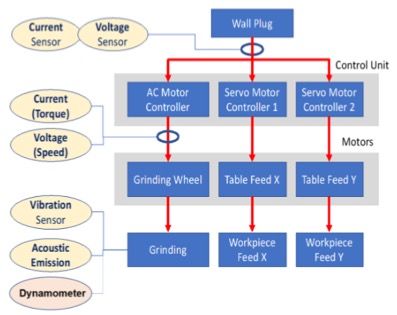 Current
Sensor
Voltage
Sensor
Wall Plug
Control Unit
AC Motor
Controller
Servo Motor
Controller 1
Servo Motor
Controller 2
Current
(Torque)
Voltage
(Speed)
Motors
Grinding Wheel
Table Feed X
Table Feed Y
Vibration
Sensor
Acoustic
Emission
Dynamometer
Grinding
Workpiece
Feed X
Workpiece
Feed Y